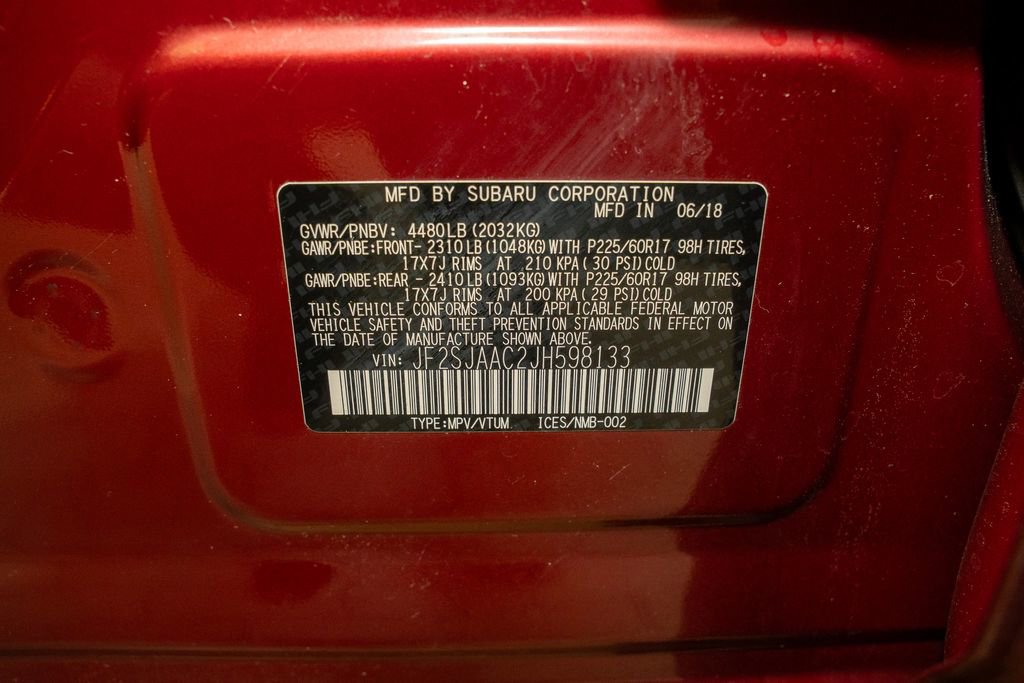 MFD BY SUBARU CORPORATION
MFD IN 06/18
GVWR/PNBV: 4480LB (2032KG)
GAWR/PNBE:FRONT- 2310LB (1048KG) WITH P225/60R17 98H TIRES,
17X7J RIMS AT 210 KPA (30 PSI) COLD
GAWR/PNBE:REAR - 2410LB (1093KG) WITH P225/60R17 98H TIRES,
17X7J RIMS AT 200 KPA (29 PSI) COLD
THIS VEHICLE CONFORMS TO ALL APPLICABLE FEDERAL MOTOR
VEHICLE SAFETY AND THEFT PREVENTION STANDARDS IN EFFECT ON
THE DATE OF MANUFACTURE SHOWN ABOVE.
VIN: JF2SJAAC2JH598133
TYPE:MPV/VTUM ICES/NMB-002